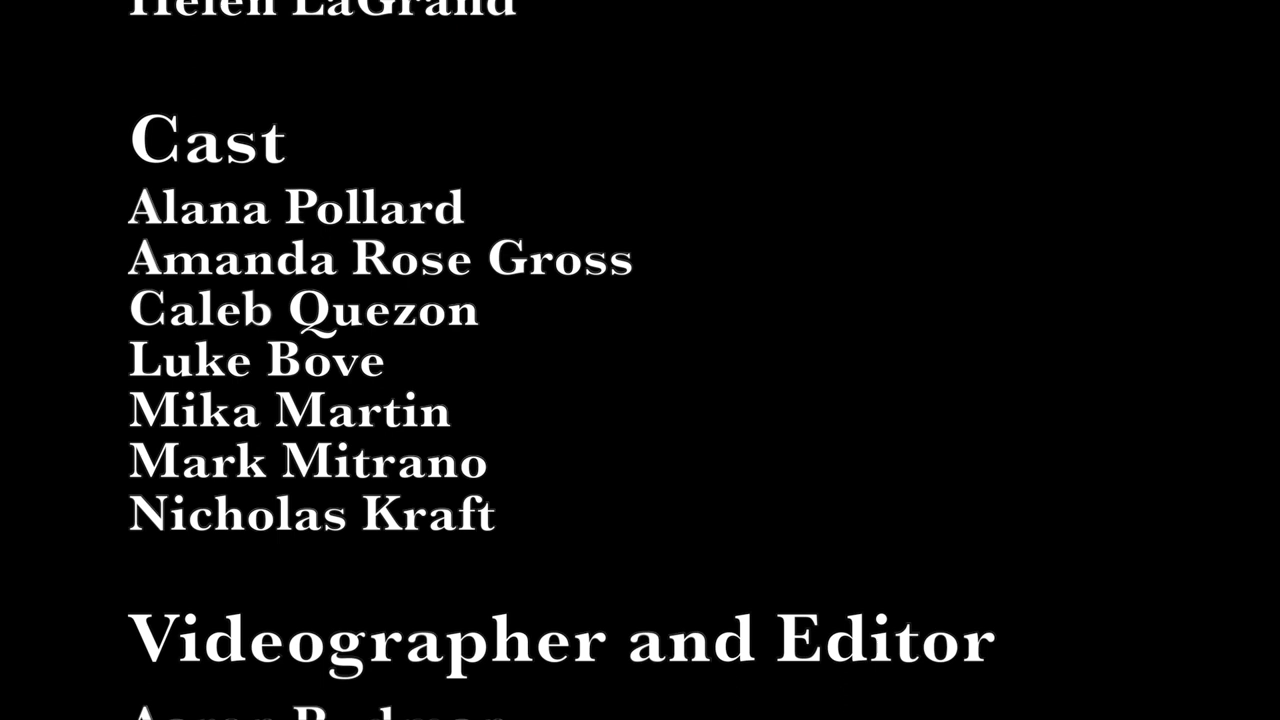 Helen LaGrand
Cast
Alana Pollard
Amanda Rose Gross
Caleb Quezon
Luke Bove
Mika Martin
Mark Mitrano
Nicholas Kraft
Videographer and Editor
Aaron